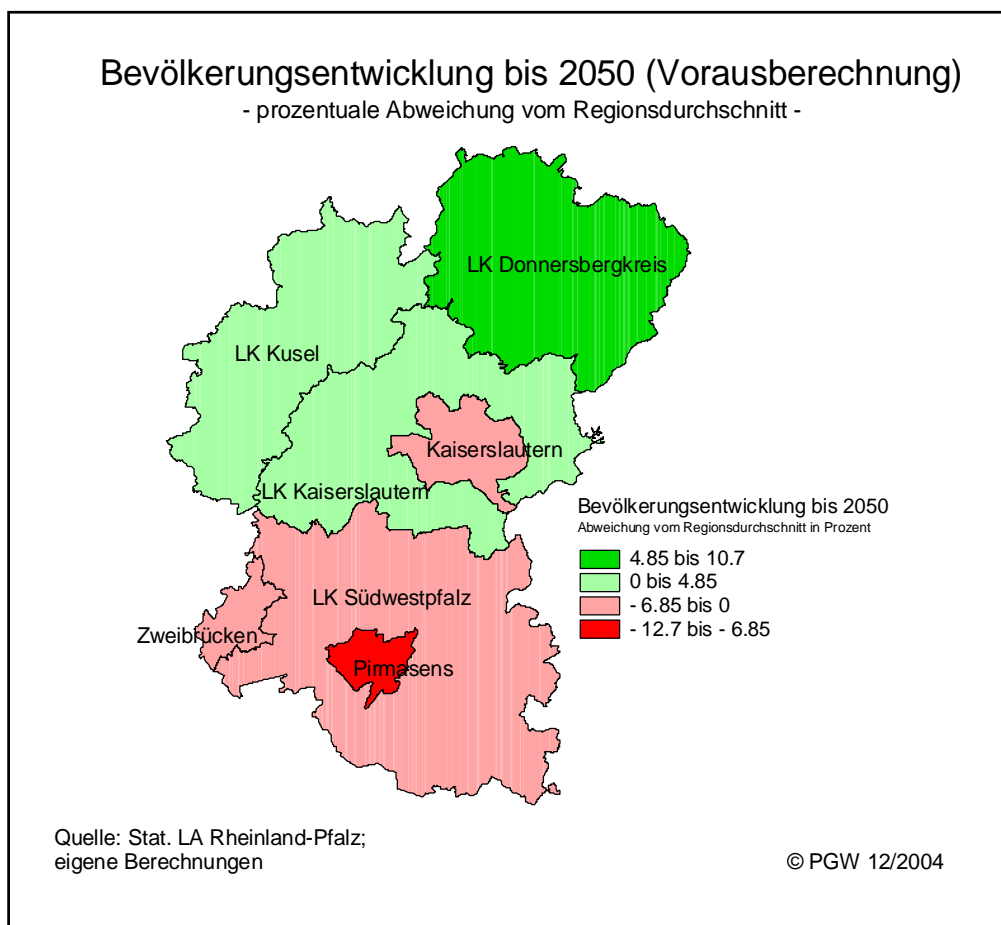 Bevölkerungsentwicklung bis 2050 (Vorausberechnung)
- prozentuale Abweichung vom Regionsdurchschnitt -
LK Donnersbergkreis
LK Kusel
Kaiserslautern
LK Kaiserslautern
Bevölkerungsentwicklung bis 2050
Abweichung vom Regionsdurchschnitt in Prozent
4.85 bis 10.7
0 bis 4.85
- 6.85 bis 0
- 12.7 bis - 6.85
LK Südwestpfalz
Zweibrücken
Pirmasens
Quelle: Stat. LA Rheinland-Pfalz;
eigene Berechnungen
© PGW 12/2004